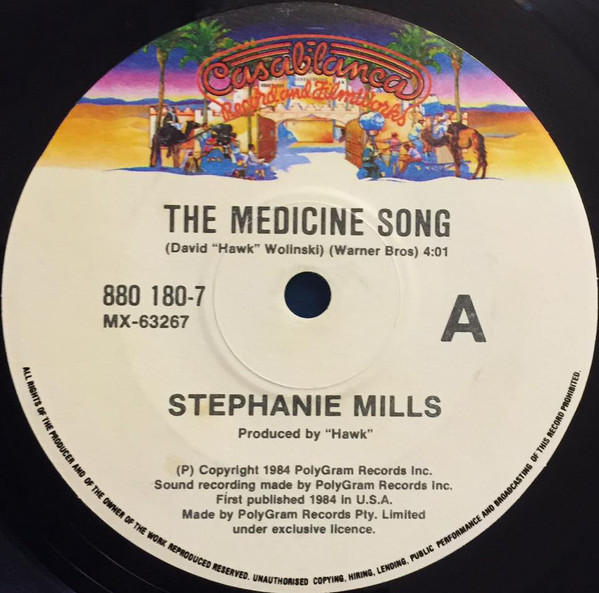 Casablanca
Record and FilmWorks
THE MEDICINE SONG
(David "Hawk" Wolinski) (Warner Bros) 4:01
880 180-7
MX-63267
A
STEPHANIE MILLS
Produced by "Hawk"
(P) Copyright 1984 PolyGram Records Inc.
Sound recording made by PolyGram Records Inc.
First published 1984 in U.S.A.
Made by PolyGram Records Pty. Limited
under exclusive licence.
ALL RIGHTS OF THE PRODUCER AND OF THE OWNER OF THE WORK REPRODUCED RESERVED. UNAUTHORISED COPYING, HIRING, LENDING, PUBLIC PERFORMANCE AND BROADCASTING OF THIS RECORD PROHIBITED.